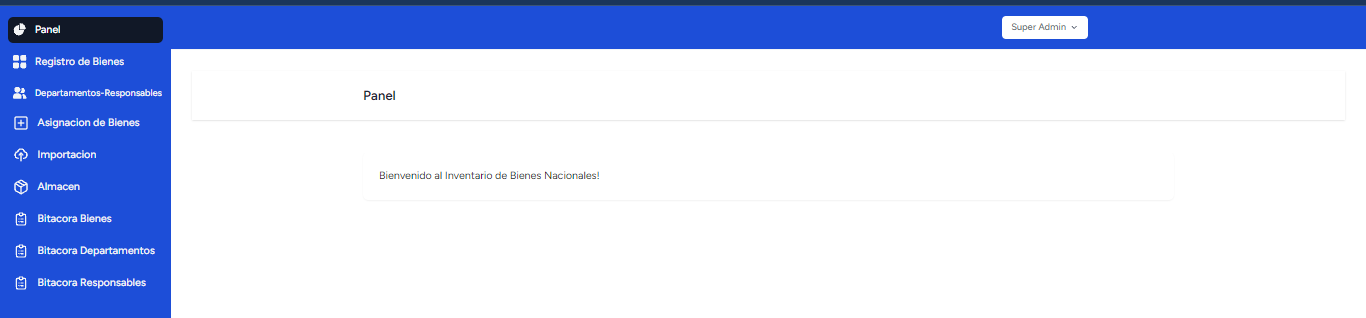 Panel
Registro de Bienes
Departamentos-Responsables
Asignacion de Bienes
Importacion
Almacen
Bitacora Bienes
Bitacora Departamentos
Bitacora Responsables
Super Admin
Panel
Bienvenido al Inventario de Bienes Nacionales!